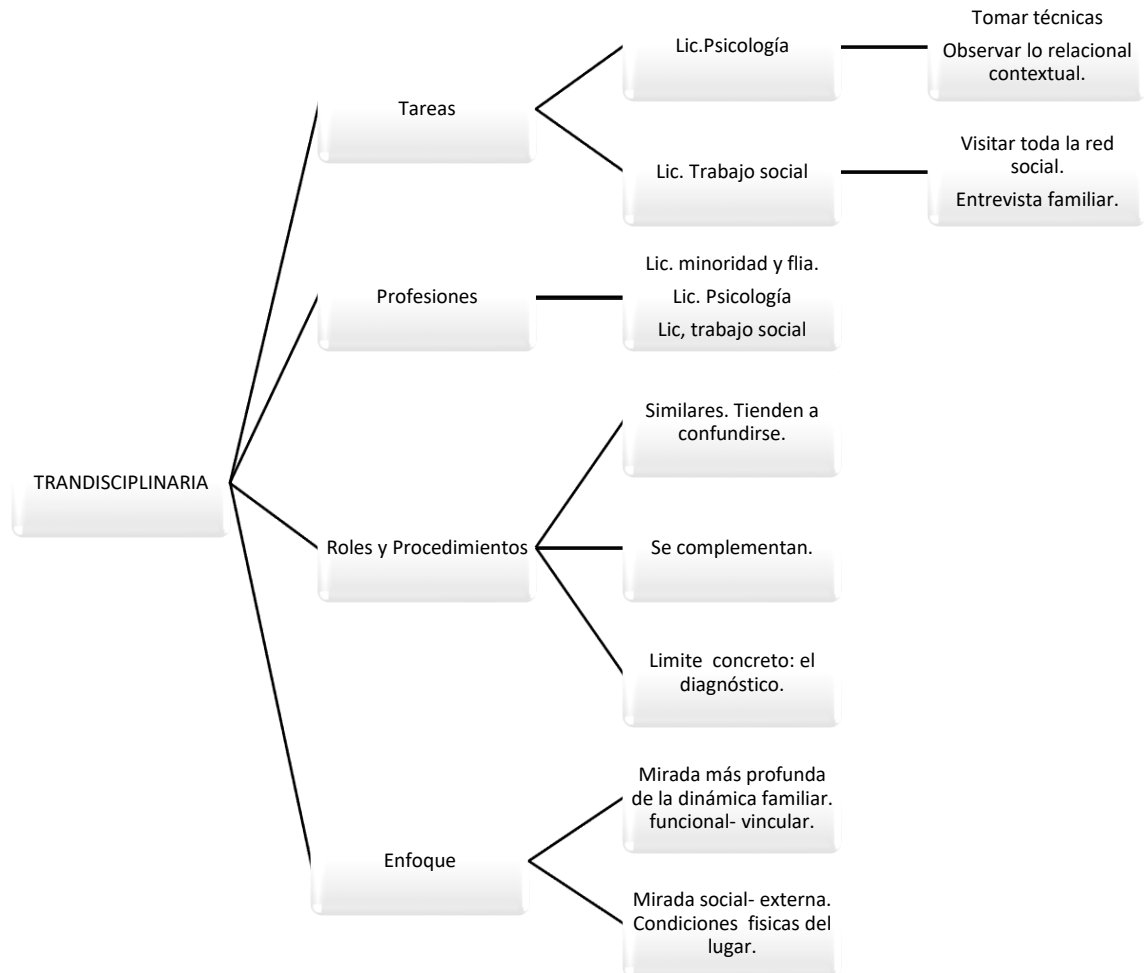 Tomar técnicas
Observar lo relacional
contextual.
Lic.Psicología
Tareas
Visitar toda la red
social.
Entrevista familiar.
Lic. Trabajo social
Lic. minoridad y flia.
Lic. Psicología
Lic, trabajo social
Profesiones
Similares. Tienden a
confundirse.
TRANDISCIPLINARIA
Roles y Procedimientos
Se complementan.
Limite concreto: el
diagnóstico.
Mirada más profunda
de la dinámica familiar.
funcional- vincular.
Enfoque
Mirada social- externa.
Condiciones fisicas del
lugar.